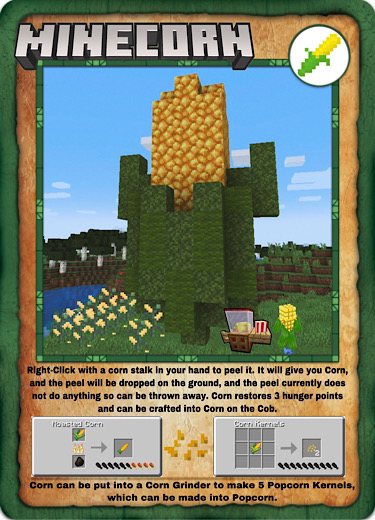 MINECORN
Right-Click with a corn stalk in your hand to peel it. It will give you Corn,
and the peel will be dropped on the ground, and the peel currently does
not do anything so can be thrown away. Corn restores 3 hunger points
and can be crafted into Corn on the Cob.
Roasted Corn
Corn Kernels
2
Corn can be put into a Corn Grinder to make 5 Popcorn Kernels,
which can be made into Popcorn.